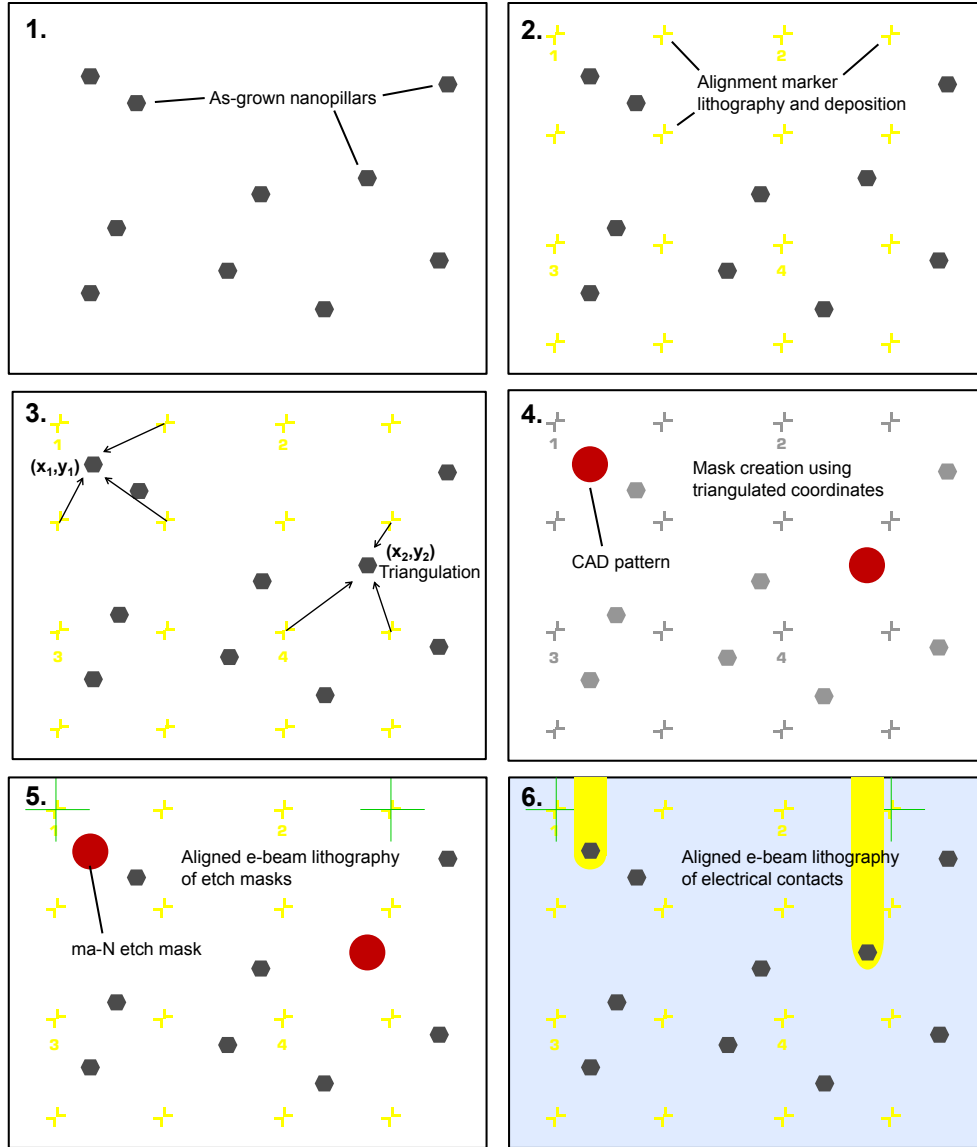 1.
As-grown nanopillars
2.
1
2
Alignment marker
lithography and deposition
3
4
3.
1
2
(x₁,y₁)
(x₂,y₂)
Triangulation
3
4
4.
1
2
Mask creation using
triangulated coordinates
CAD pattern
3
4
5.
1
2
Aligned e-beam lithography
of etch masks
ma-N etch mask
3
4
6.
1
2
Aligned e-beam lithography
of electrical contacts
3
4